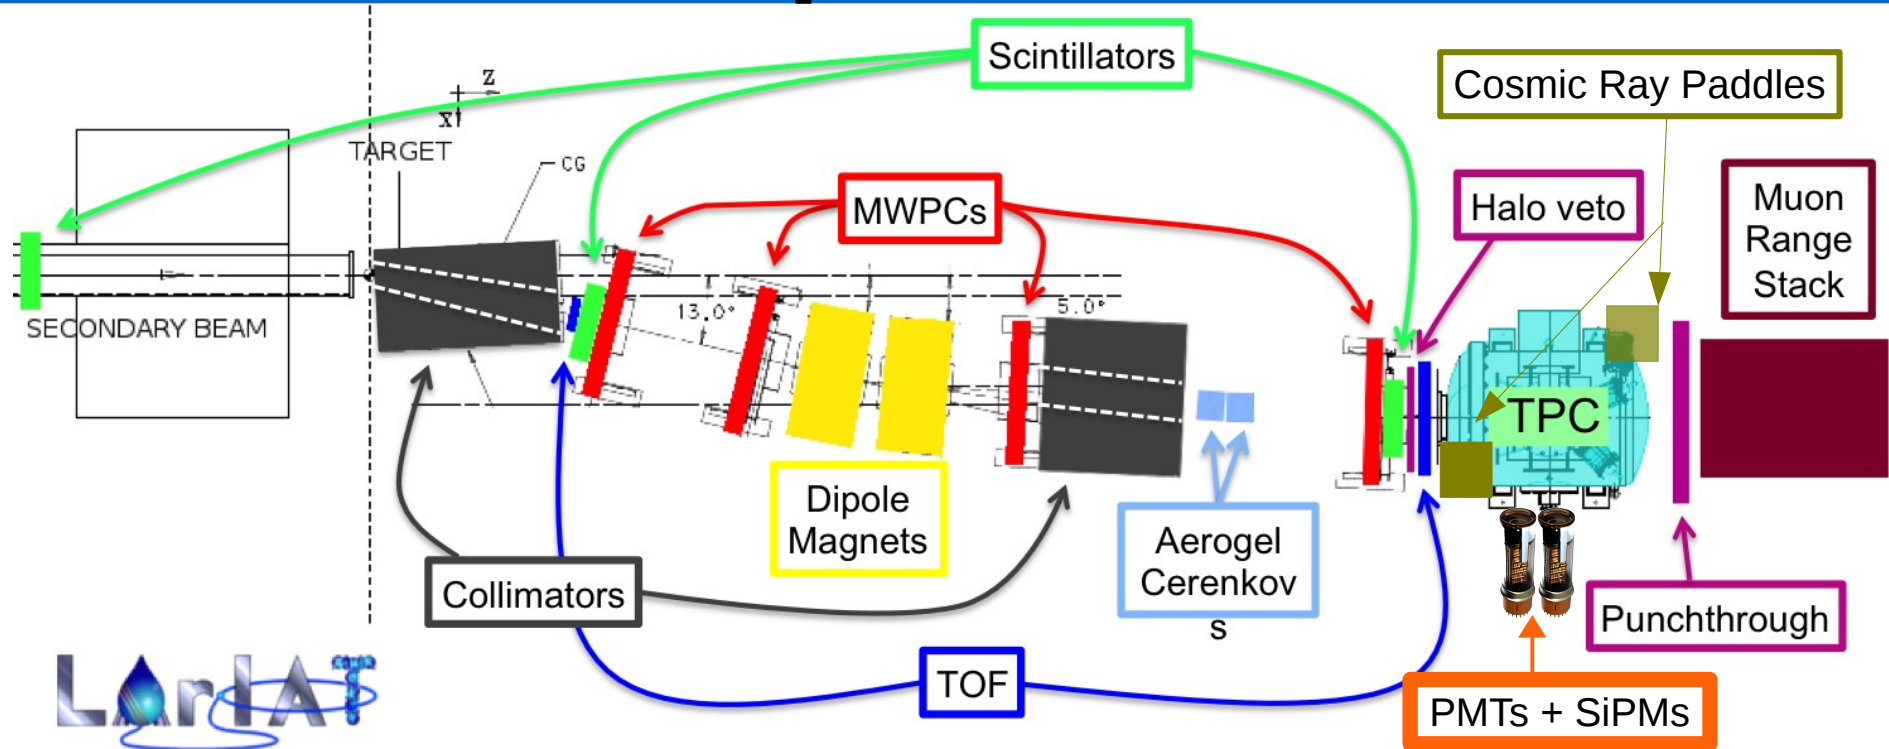 Scintillators
Cosmic Ray Paddles
Z
X
TARGET
CG
MWPCs
Halo veto
Muon
Range
Stack
SECONDARY BEAM
13.0°
5.0°
TPC
Dipole
Magnets
Aerogel
Cerenkov
s
Collimators
Punchthrough
TOF
PMTs + SiPMs
LArIAT